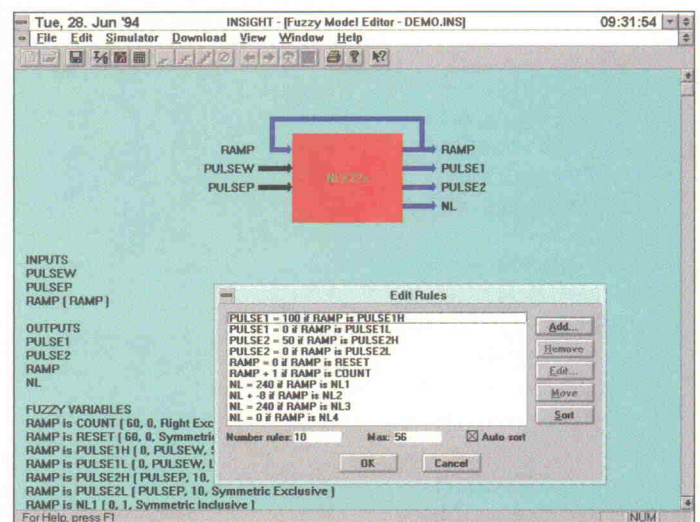 Tue, 28. Jun '94 INSiGHT - [Fuzzy Model Editor - DEMO.INS] 09:31:54
File Edit Simulator Download View Window Help
RAMP
PULSEW
PULSEP
RAMP
PULSE1
PULSE2
NL
INPUTS
PULSEW
PULSEP
RAMP [ RAMP ]
OUTPUTS
PULSE1
PULSE2
RAMP
NL
FUZZY VARIABLES
RAMP is COUNT [ 60, 0, Right Exc
RAMP is RESET [ 60, 0, Symmetri
RAMP is PULSE1H [ 0, PULSEW,
RAMP is PULSE1L [ 0, PULSEW, L
RAMP is PULSE2H [ PULSEP, 10,
RAMP is PULSE2L [ PULSEP, 10, Symmetric Exclusive ]
RAMP is NL1 [ 0, 1, Symmetric Inclusive ]
For Help, press F1
NUM
Edit Rules
PULSE1 = 100 if RAMP is PULSE1H
PULSE1 = 0 if RAMP is PULSE1L
PULSE2 = 50 if RAMP is PULSE2H
PULSE2 = 0 if RAMP is PULSE2L
RAMP = 0 if RAMP is RESET
RAMP + 1 if RAMP is COUNT
NL = 240 if RAMP is NL1
NL + -8 if RAMP is NL2
NL = 240 if RAMP is NL3
NL = 0 if RAMP is NL4
Add...
Remove
Edit...
Move
Sort
Number rules: 10 Max: 56 Auto sort
OK Cancel